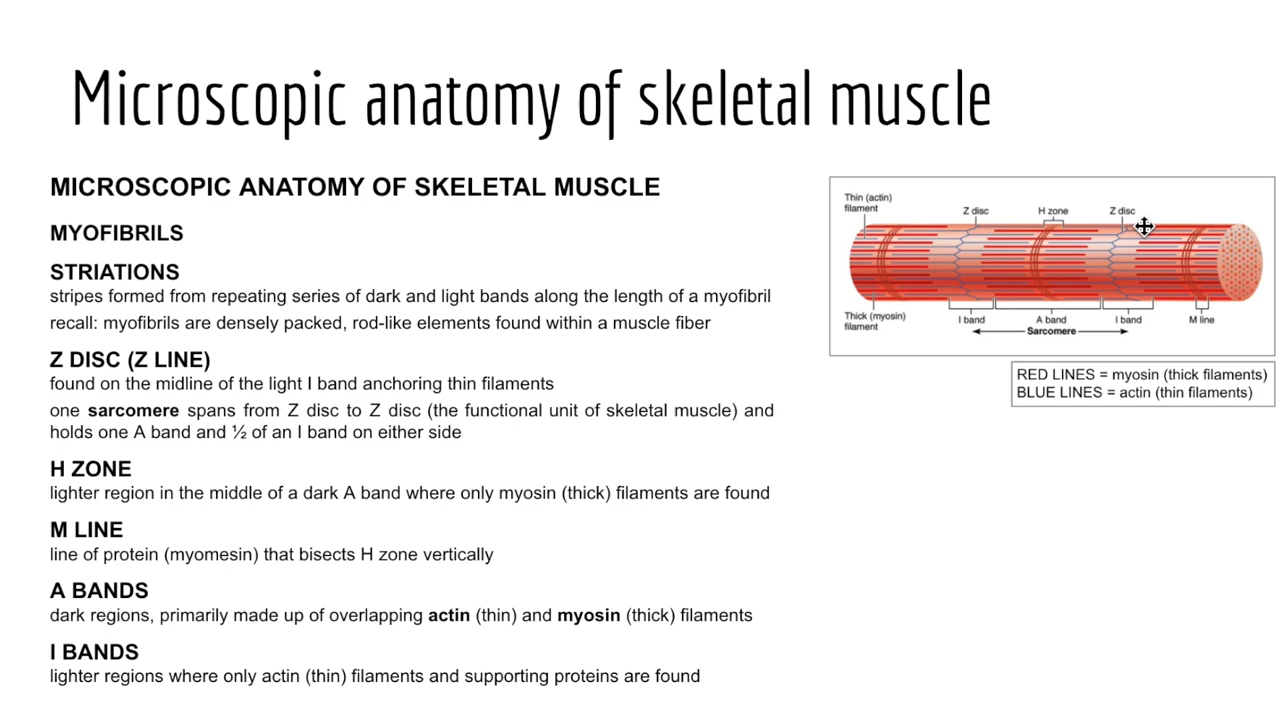 Microscopic anatomy of skeletal muscle
MICROSCOPIC ANATOMY OF SKELETAL MUSCLE
MYOFIBRILS
STRIATIONS
stripes formed from repeating series of dark and light bands along the length of a myofibril
recall: myofibrils are densely packed, rod-like elements found within a muscle fiber
Z DISC (Z LINE)
found on the midline of the light I band anchoring thin filaments
one sarcomere spans from Z disc to Z disc (the functional unit of skeletal muscle) and
holds one A band and ½ of an I band on either side
H ZONE
lighter region in the middle of a dark A band where only myosin (thick) filaments are found
M LINE
line of protein (myomesin) that bisects H zone vertically
A BANDS
dark regions, primarily made up of overlapping actin (thin) and myosin (thick) filaments
I BANDS
lighter regions where only actin (thin) filaments and supporting proteins are found
Thin (actin)
filament
Z disc
H zone
Z disc
Thick (myosin)
filament
I band
A band
I band
M line
Sarcomere
RED LINES = myosin (thick filaments)
BLUE LINES = actin (thin filaments)